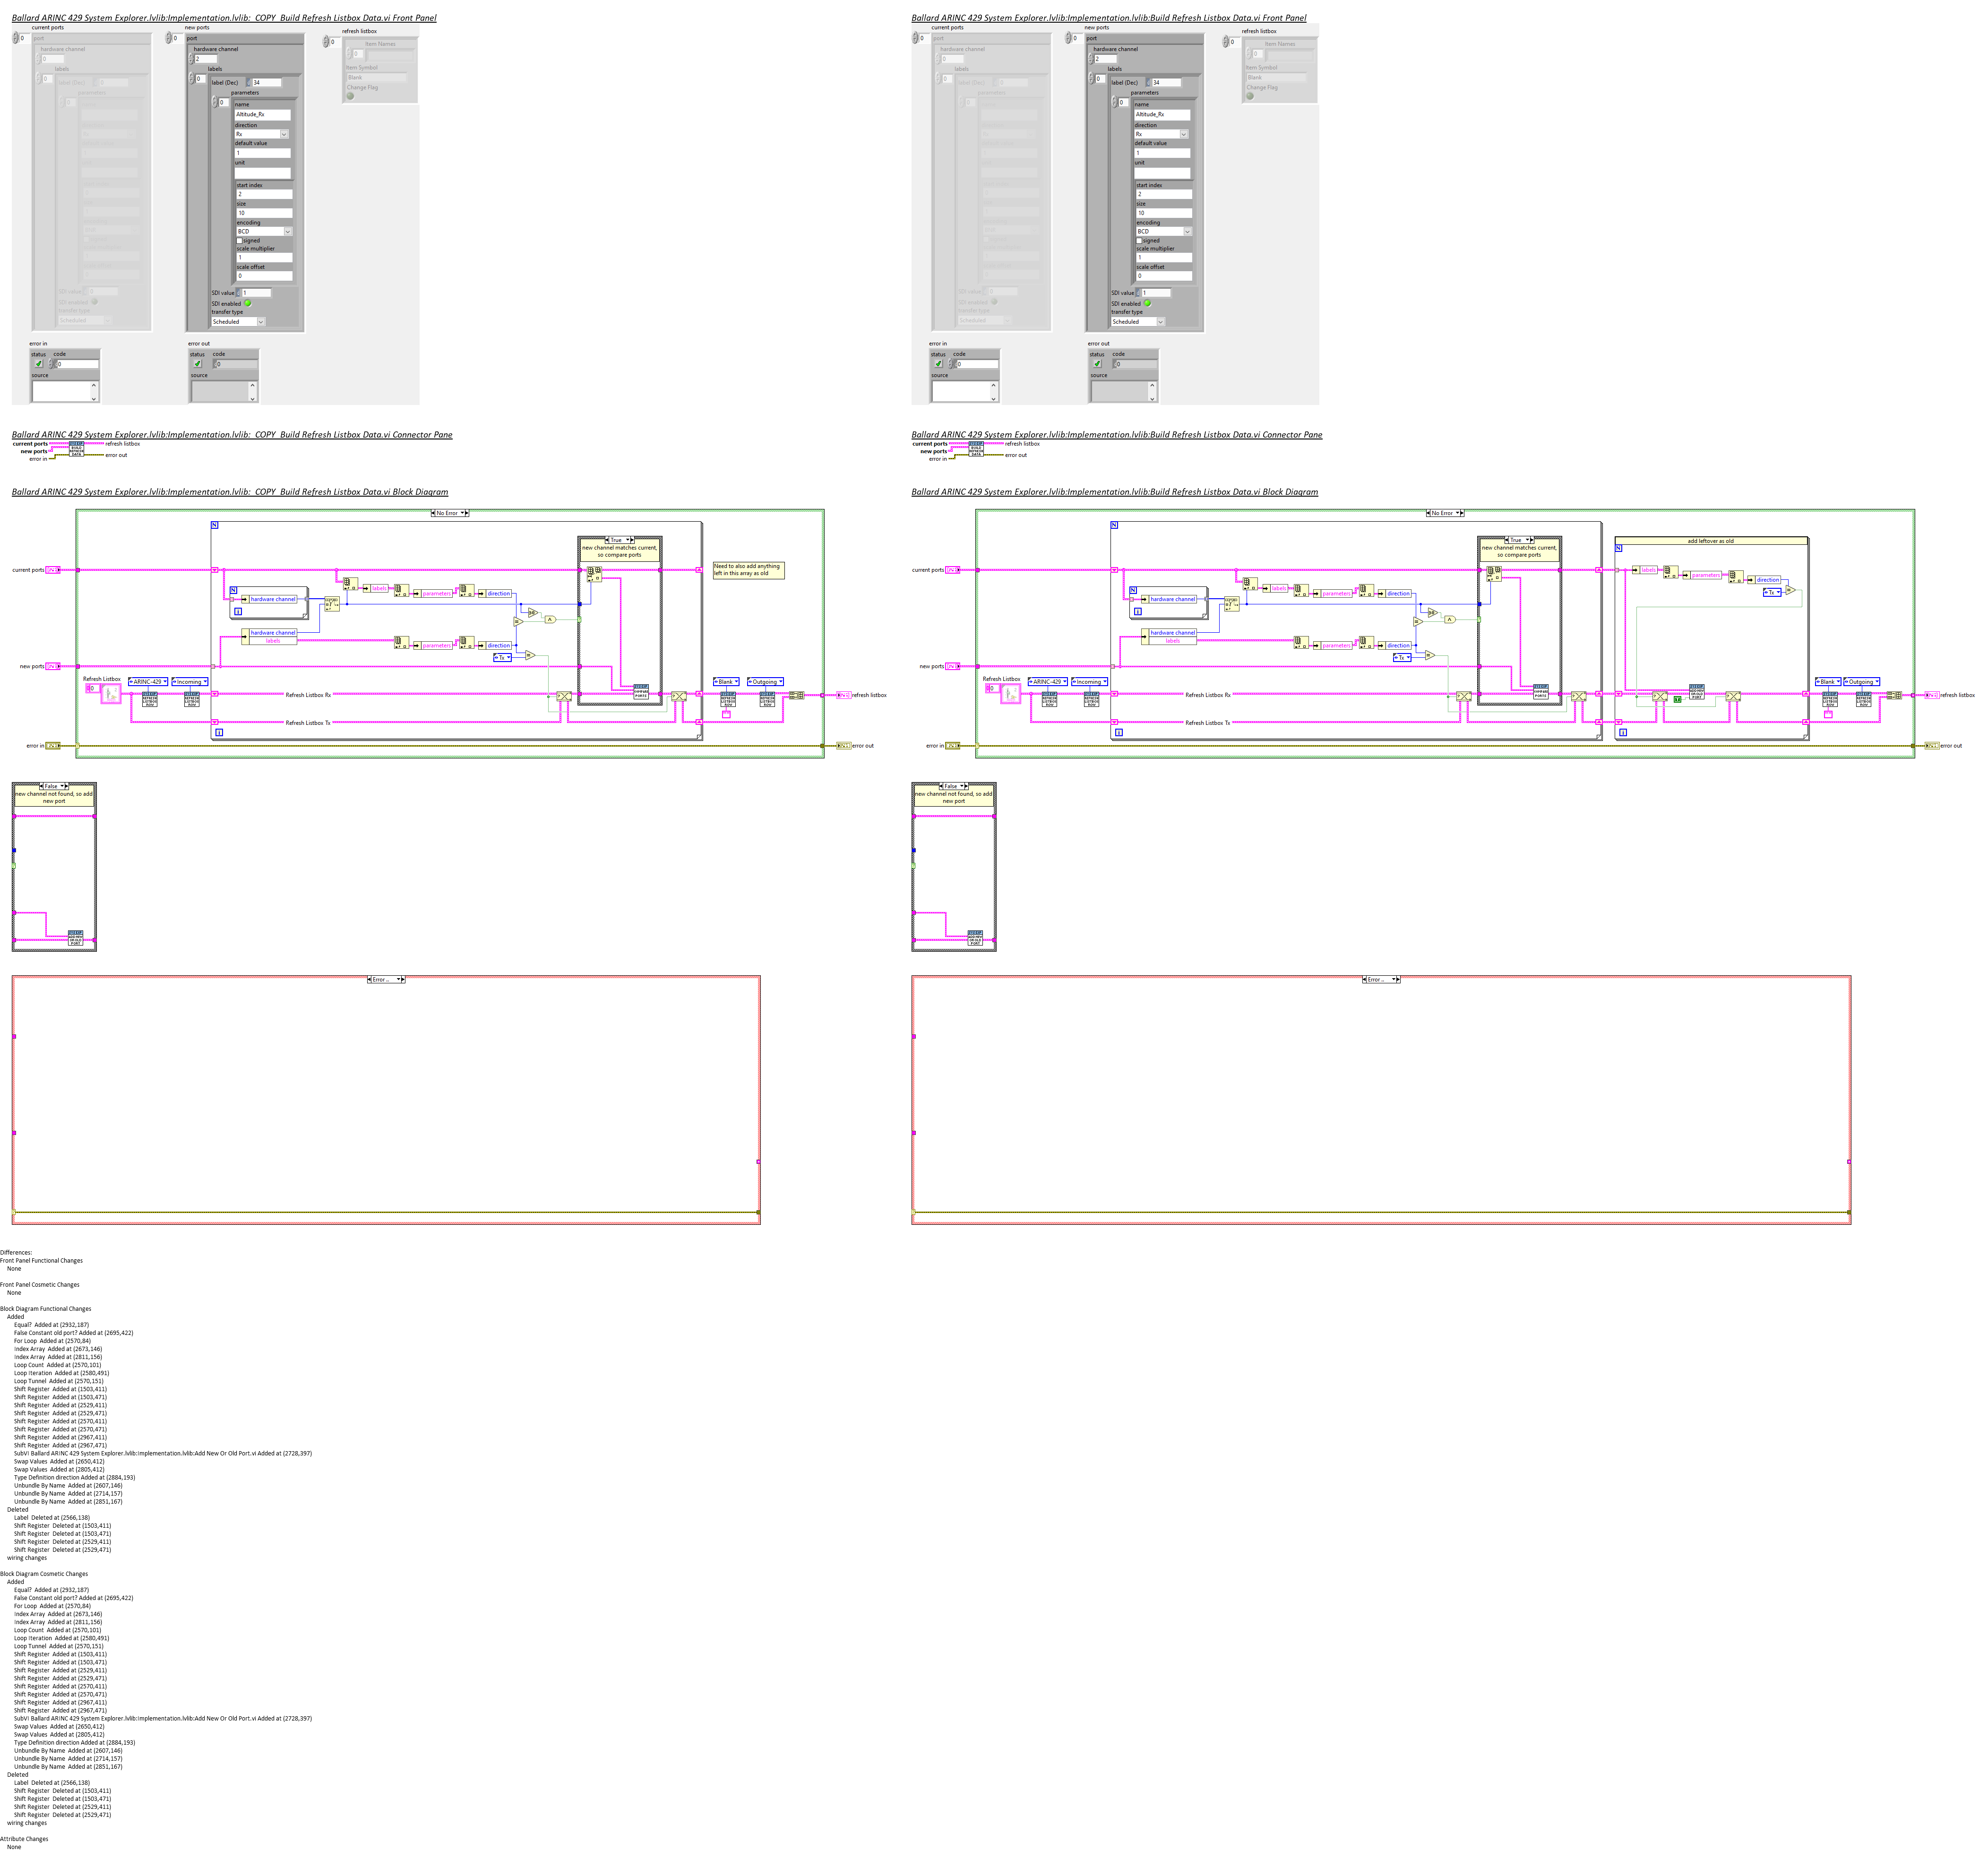 Ballard ARINC 429 System Explorer.lvlib:Implementation.lvlib:_COPY_Build Refresh Listbox Data.vi Front Panel
current ports
new ports
refresh listbox
0
port
hardware channel
0
labels
0
label (Dec)
0
parameters
0
SDI value
0
SDI enabled
transfer type
Scheduled
0
port
hardware channel
2
labels
0
label (Dec)
34
parameters
0
name
Altitude_Rx
direction
Rx
default value
1
unit
start index
2
size
10
encoding
BCD
signed
scale multiplier
1
scale offset
0
SDI value
1
SDI enabled
transfer type
Scheduled
0
Item Names
0
Item Symbol
Blank
Change Flag
error in
status code
0
source
error out
status code
0
source
Ballard ARINC 429 System Explorer.lvlib:Implementation.lvlib:Build Refresh Listbox Data.vi Front Panel
current ports
new ports
refresh listbox
0
port
hardware channel
0
labels
0
label (Dec)
0
parameters
0
SDI value
0
SDI enabled
transfer type
Scheduled
0
port
hardware channel
2
labels
0
label (Dec)
34
parameters
0
name
Altitude_Rx
direction
Rx
default value
1
unit
start index
2
size
10
encoding
BCD
signed
scale multiplier
1
scale offset
0
SDI value
1
SDI enabled
transfer type
Scheduled
0
Item Names
0
Item Symbol
Blank
Change Flag
error in
status code
0
source
error out
status code
0
source
Ballard ARINC 429 System Explorer.lvlib:Implementation.lvlib:_COPY_Build Refresh Listbox Data.vi Connector Pane
current ports
new ports
error in
refresh listbox
error out
BUILD
REFRESH
DATA
Ballard ARINC 429 System Explorer.lvlib:Implementation.lvlib:Build Refresh Listbox Data.vi Connector Pane
current ports
new ports
error in
refresh listbox
error out
BUILD
REFRESH
DATA
Ballard ARINC 429 System Explorer.lvlib:Implementation.lvlib:_COPY_Build Refresh Listbox Data.vi Block Diagram
No Error
N
True
new channel matches current,
so compare ports
Need to also add anything
left in this array as old
current ports
labels
parameters
direction
N
hardware channel
i
hardware channel
labels
parameters
direction
Tx
new ports
Refresh Listbox
ARINC-429
Incoming
Refresh Listbox Rx
Blank
Outgoing
refresh listbox
Refresh Listbox Tx
i
error in
error out
Ballard ARINC 429 System Explorer.lvlib:Implementation.lvlib:Build Refresh Listbox Data.vi Block Diagram
No Error
N
True
new channel matches current,
so compare ports
add leftover as old
N
current ports
labels
parameters
direction
labels
parameters
direction
Tx
N
hardware channel
i
hardware channel
labels
parameters
direction
Tx
new ports
Refresh Listbox
ARINC-429
Incoming
Refresh Listbox Rx
Blank
Outgoing
refresh listbox
Refresh Listbox Tx
i
i
error in
error out
False
new channel not found, so add
new port
False
new channel not found, so add
new port
Error ..
Error ..
Differences:
Front Panel Functional Changes
None
Front Panel Cosmetic Changes
None
Block Diagram Functional Changes
Added
Equal?  Added at (2932,187)
False Constant old port? Added at (2695,422)
For Loop  Added at (2570,84)
Index Array  Added at (2673,146)
Index Array  Added at (2811,156)
Loop Count  Added at (2570,101)
Loop Iteration  Added at (2580,491)
Loop Tunnel  Added at (2570,151)
Shift Register  Added at (1503,411)
Shift Register  Added at (1503,471)
Shift Register  Added at (2529,411)
Shift Register  Added at (2529,471)
Shift Register  Added at (2570,411)
Shift Register  Added at (2570,471)
Shift Register  Added at (2967,411)
Shift Register  Added at (2967,471)
SubVI Ballard ARINC 429 System Explorer.lvlib:Implementation.lvlib:Add New Or Old Port.vi Added at (2728,397)
Swap Values  Added at (2650,412)
Swap Values  Added at (2805,412)
Type Definition direction Added at (2884,193)
Unbundle By Name  Added at (2607,146)
Unbundle By Name  Added at (2714,157)
Unbundle By Name  Added at (2851,167)
Deleted
Label  Deleted at (2566,138)
Shift Register  Deleted at (1503,411)
Shift Register  Deleted at (1503,471)
Shift Register  Deleted at (2529,411)
Shift Register  Deleted at (2529,471)
wiring changes
Block Diagram Cosmetic Changes
Added
Equal?  Added at (2932,187)
False Constant old port? Added at (2695,422)
For Loop  Added at (2570,84)
Index Array  Added at (2673,146)
Index Array  Added at (2811,156)
Loop Count  Added at (2570,101)
Loop Iteration  Added at (2580,491)
Loop Tunnel  Added at (2570,151)
Shift Register  Added at (1503,411)
Shift Register  Added at (1503,471)
Shift Register  Added at (2529,411)
Shift Register  Added at (2529,471)
Shift Register  Added at (2570,411)
Shift Register  Added at (2570,471)
Shift Register  Added at (2967,411)
Shift Register  Added at (2967,471)
SubVI Ballard ARINC 429 System Explorer.lvlib:Implementation.lvlib:Add New Or Old Port.vi Added at (2728,397)
Swap Values  Added at (2650,412)
Swap Values  Added at (2805,412)
Type Definition direction Added at (2884,193)
Unbundle By Name  Added at (2607,146)
Unbundle By Name  Added at (2714,157)
Unbundle By Name  Added at (2851,167)
Deleted
Label  Deleted at (2566,138)
Shift Register  Deleted at (1503,411)
Shift Register  Deleted at (1503,471)
Shift Register  Deleted at (2529,411)
Shift Register  Deleted at (2529,471)
wiring changes
Attribute Changes
None